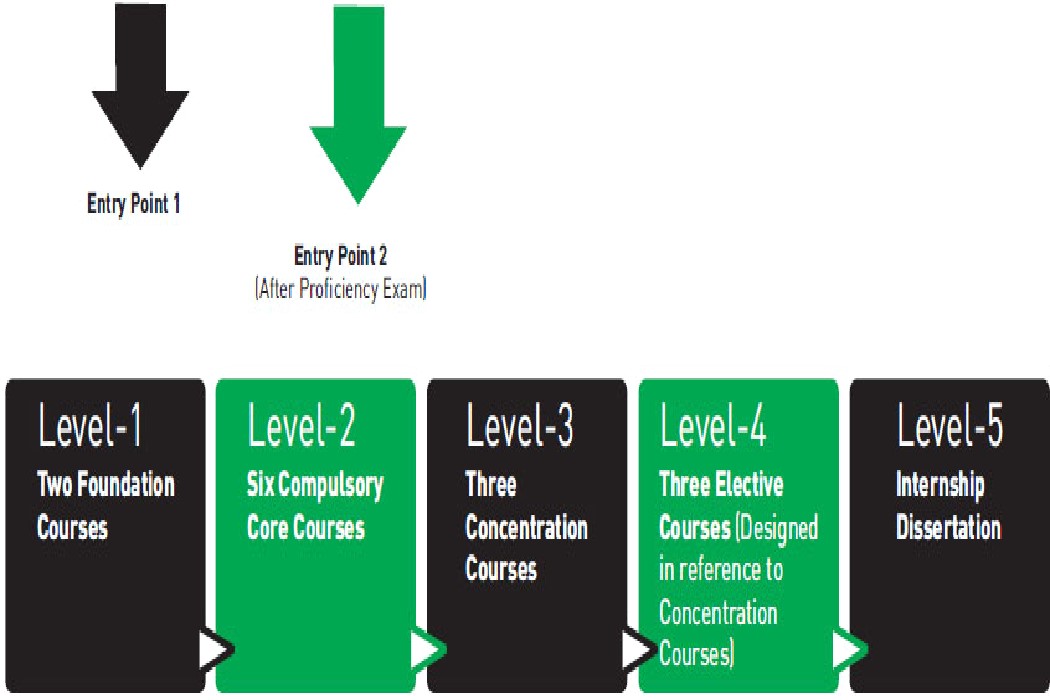 Entry Point 1
Entry Point 2
(After Proficiency Exam)
Level-1
Two Foundation
Courses
Level-2
Six Compulsory
Core Courses
Level-3
Three
Concentration
Courses
Level-4
Three Elective
Courses (Designed
in reference to
Concentration
Courses)
Level-5
Internship
Dissertation